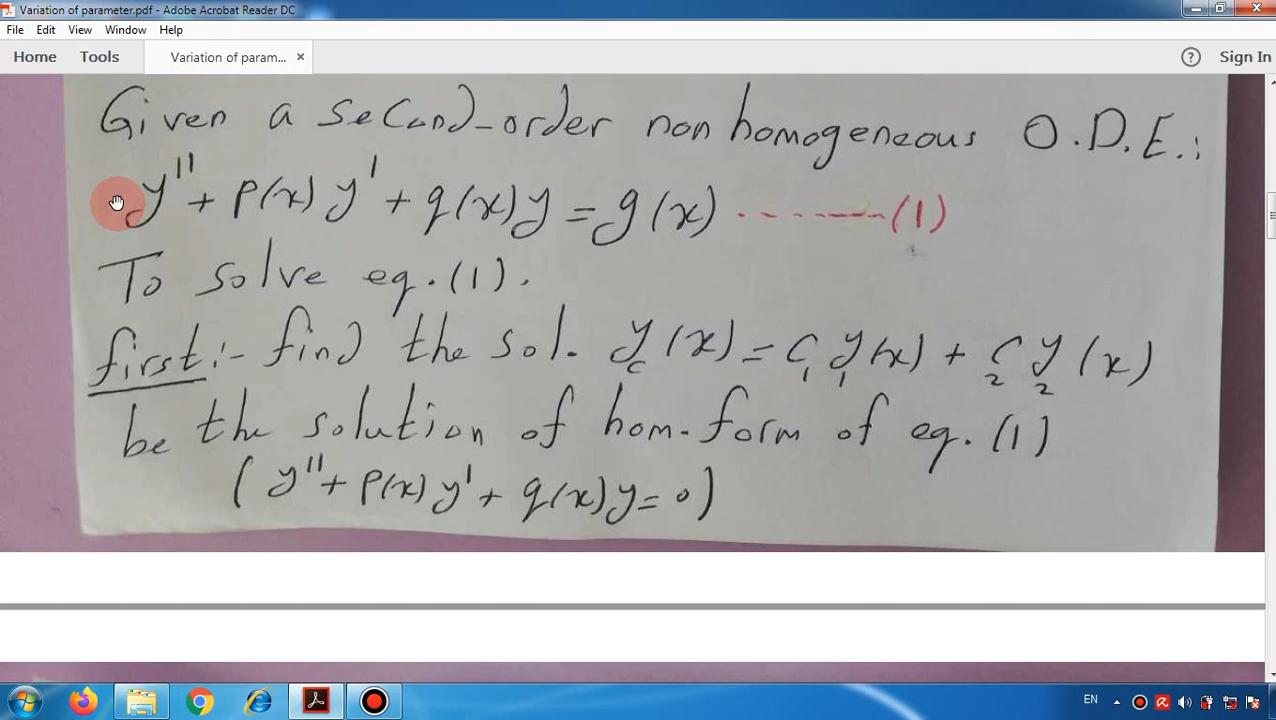 Variation of parameter.pdf - Adobe Acrobat Reader DC
File Edit View Window Help
Home Tools Variation of param... × ? Sign In
Given a second-order non homogeneous O.D.E.:
y'' + p(x) y' + q(x) y = g(x) ------- (1)
To solve eq. (1).
first:- find the sol. y_c(x) = c_1 y_1(x) + c_2 y_2(x)
be the solution of hom. form of eq. (1)
( y'' + p(x) y' + q(x) y = 0 )
EN